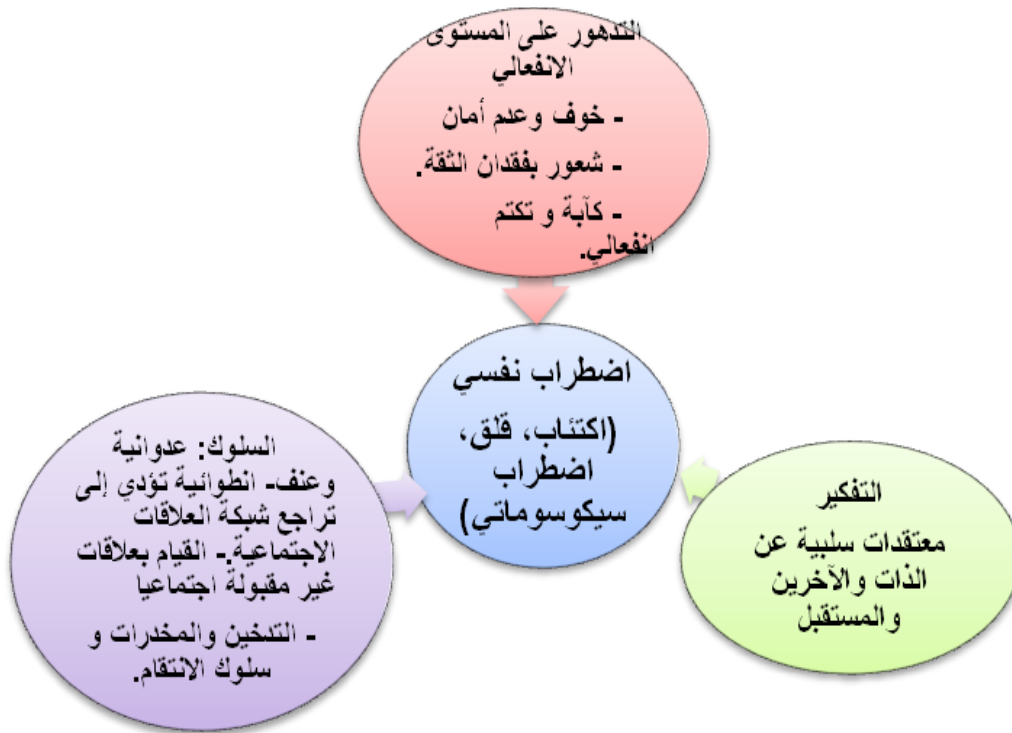 التدهور على المستوى
الانفعالي
- خوف وعدم أمان
- شعور بفقدان الثقة.
- كآبة و تكتم
انفعالي.
اضطراب نفسي
(اكتئاب، قلق،
اضطراب
سيكوسوماتي)
السلوك: عدوانية
وعنف- انطوائية تؤدي إلى
تراجع شبكة العلاقات
الاجتماعية.- القيام بعلاقات
غير مقبولة اجتماعيا
- التدخين والمخدرات و
سلوك الانتقام.
التفكير
معتقدات سلبية عن
الذات والآخرين
والمستقبل